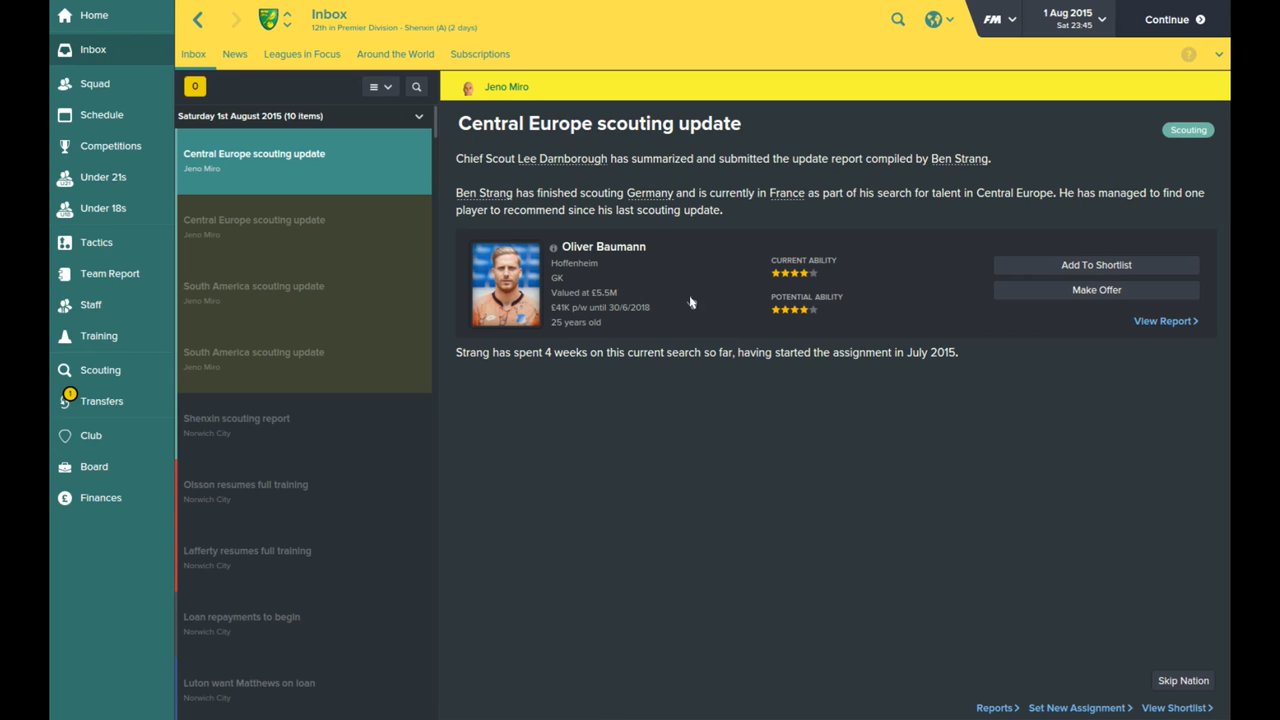 Home
Inbox
Squad
Schedule
Competitions
Under 21s
Under 18s
Tactics
Team Report
Staff
Training
Scouting
1
Transfers
Club
Board
Finances
Inbox
12th in Premier Division - Shenxin (A) (2 days)
FM
1 Aug 2015
Sat 23:45
Continue
Inbox News Leagues in Focus Around the World Subscriptions
?
0
Saturday 1st August 2015 (10 items)
Central Europe scouting update
Jeno Miro
Central Europe scouting update
Jeno Miro
South America scouting update
Jeno Miro
South America scouting update
Jeno Miro
Shenxin scouting report
Norwich City
Olsson resumes full training
Norwich City
Lafferty resumes full training
Norwich City
Loan repayments to begin
Norwich City
Luton want Matthews on loan
Norwich City
Jeno Miro
Central Europe scouting update
Scouting
Chief Scout Lee Darnborough has summarized and submitted the update report compiled by Ben Strang.
Ben Strang has finished scouting Germany and is currently in France as part of his search for talent in Central Europe. He has managed to find one
player to recommend since his last scouting update.
Oliver Baumann
Hoffenheim
GK
Valued at £5.5M
£41K p/w until 30/6/2018
25 years old
CURRENT ABILITY
POTENTIAL ABILITY
Add To Shortlist
Make Offer
View Report >
Strang has spent 4 weeks on this current search so far, having started the assignment in July 2015.
Skip Nation
Reports > Set New Assignment > View Shortlist >